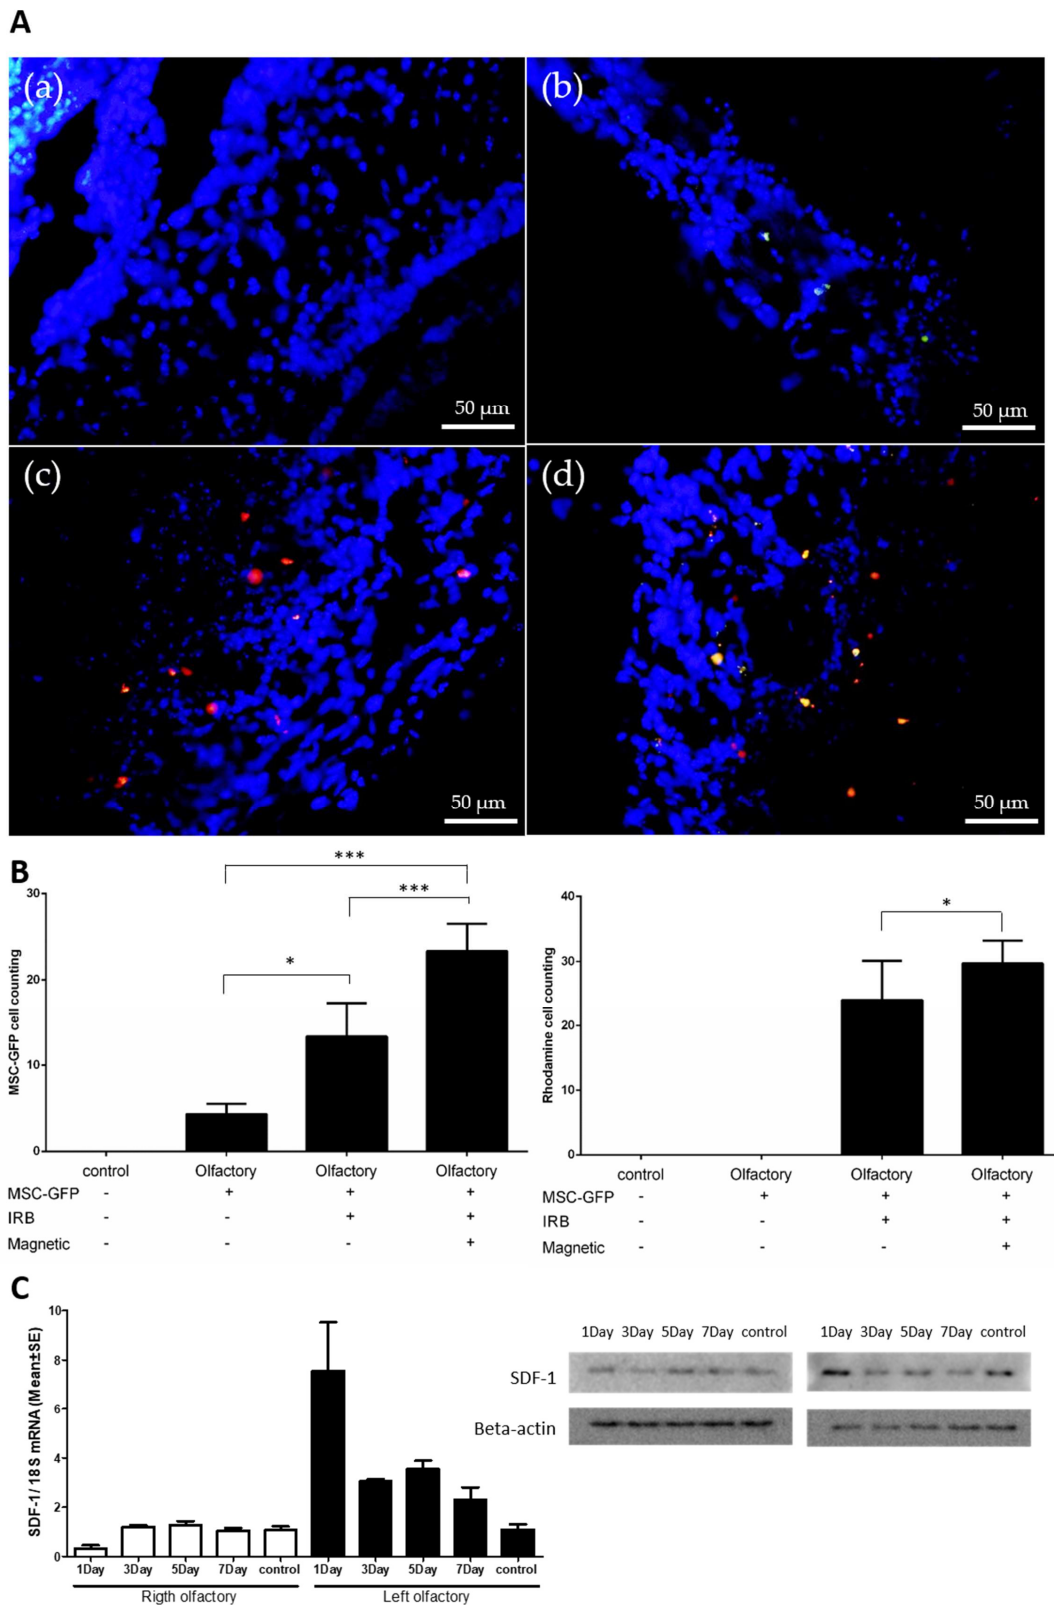 A
(a)
50 µm
(b)
50 µm
(c)
50 µm
(d)
50 µm
B
***
***
*
MSC-GFP cell counting
30
20
10
0
control Olfactory Olfactory Olfactory
MSC-GFP - + + +
IRB - - + +
Magnetic - - - +
*
Rhodamine cell counting
40
30
20
10
0
control Olfactory Olfactory Olfactory
MSC-GFP - + + +
IRB - - + +
Magnetic - - - +
C
SDF-1/ 18S mRNA (Mean±SE)
10
8
6
4
2
0
1Day 3Day 5Day 7Day control 1Day 3Day 5Day 7Day control
Rigth olfactory Left olfactory
1Day 3Day 5Day 7Day control 1Day 3Day 5Day 7Day control
SDF-1
Beta-actin